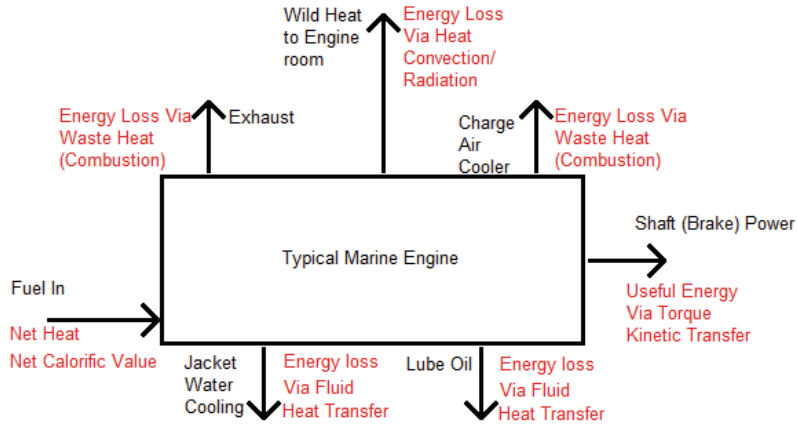 Wild Heat
to Engine
room
Energy Loss
Via Heat
Convection/
Radiation
Energy Loss Via
Waste Heat
(Combustion)
Exhaust
Charge
Air
Cooler
Energy Loss Via
Waste Heat
(Combustion)
Typical Marine Engine
Shaft (Brake) Power
Useful Energy
Via Torque
Kinetic Transfer
Fuel In
Net Heat
Net Calorific Value
Jacket
Water
Cooling
Energy loss
Via Fluid
Heat Transfer
Lube Oil
Energy loss
Via Fluid
Heat Transfer